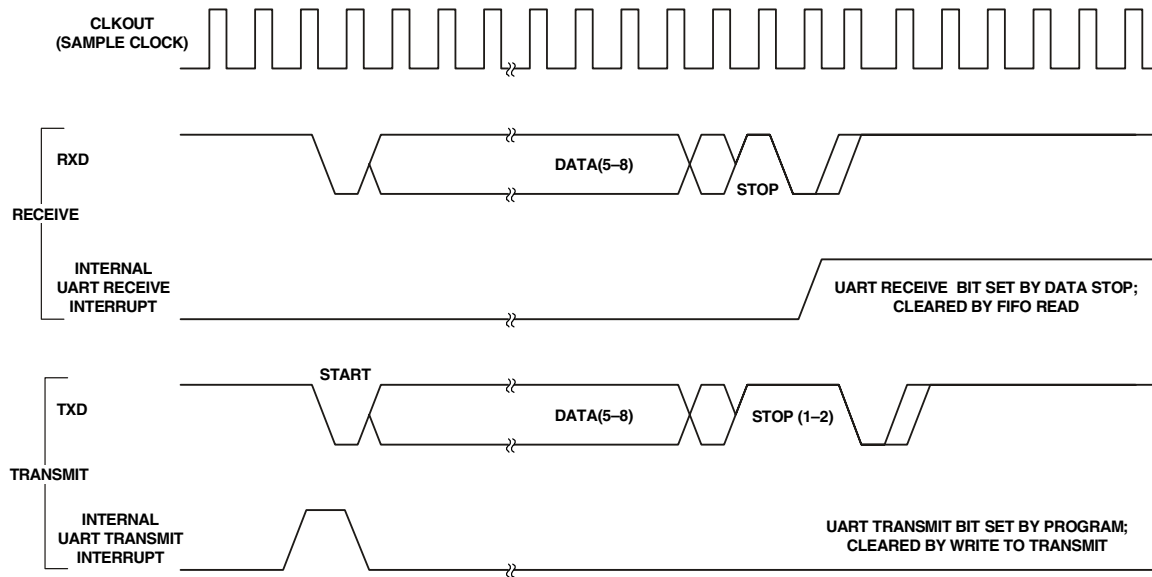 CLKOUT
(SAMPLE CLOCK)
RXD
DATA(5–8)
STOP
RECEIVE
INTERNAL
UART RECEIVE
INTERRUPT
UART RECEIVE BIT SET BY DATA STOP;
CLEARED BY FIFO READ
START
TXD
DATA(5–8)
STOP (1–2)
TRANSMIT
INTERNAL
UART TRANSMIT
INTERRUPT
UART TRANSMIT BIT SET BY PROGRAM;
CLEARED BY WRITE TO TRANSMIT